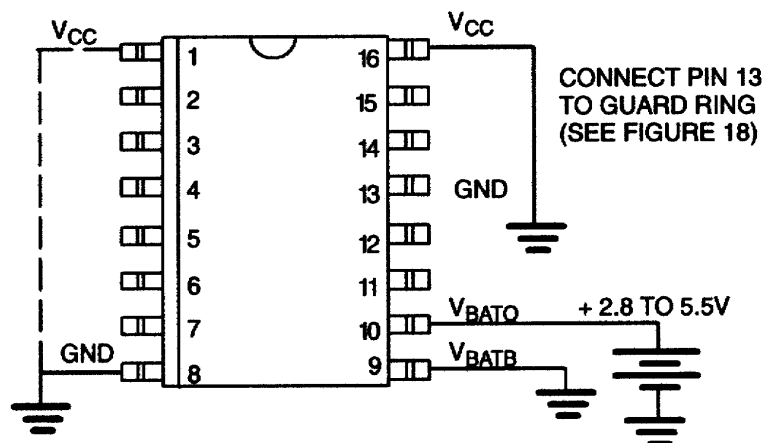 VCC
VCC
1
16
CONNECT PIN 13
TO GUARD RING
(SEE FIGURE 18)
2
15
3
14
4
13
GND
5
12
6
11
7
10
VBATO
+ 2.8 TO 5.5V
GND
8
9
VBATB